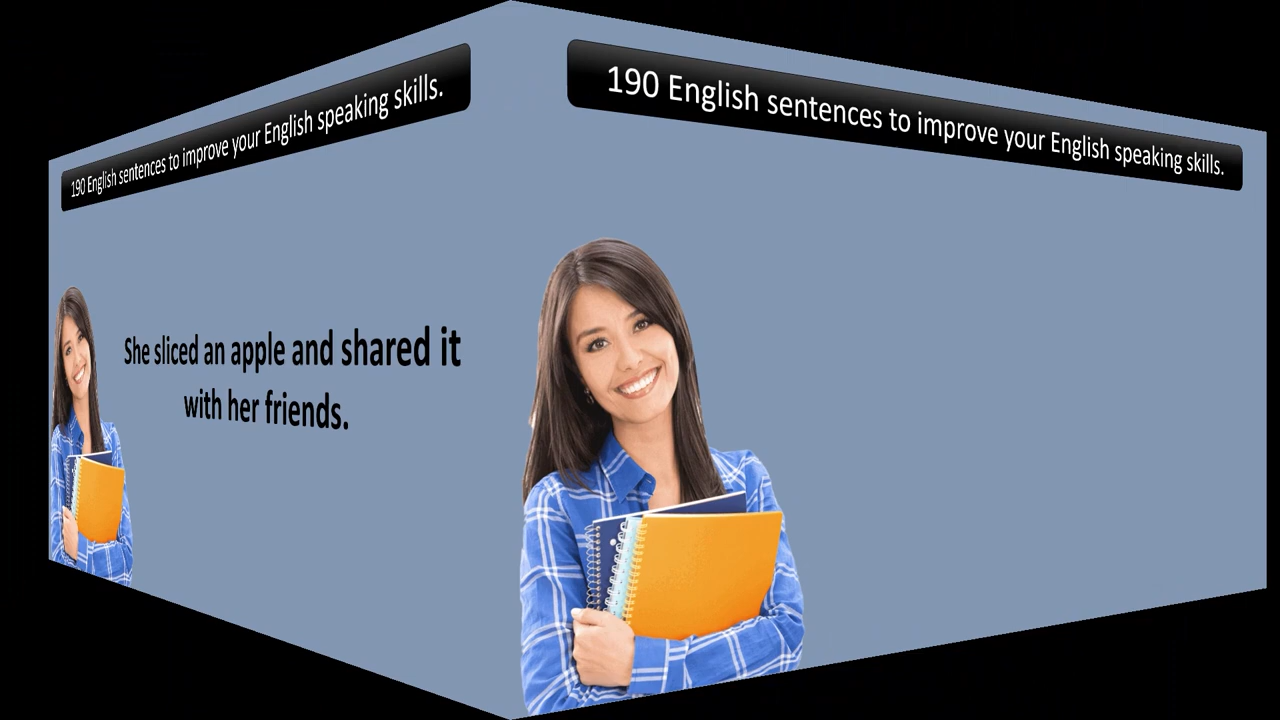 190 English sentences to improve your English speaking skills.
She sliced an apple and shared it
with her friends.
190 English sentences to improve your English speaking skills.